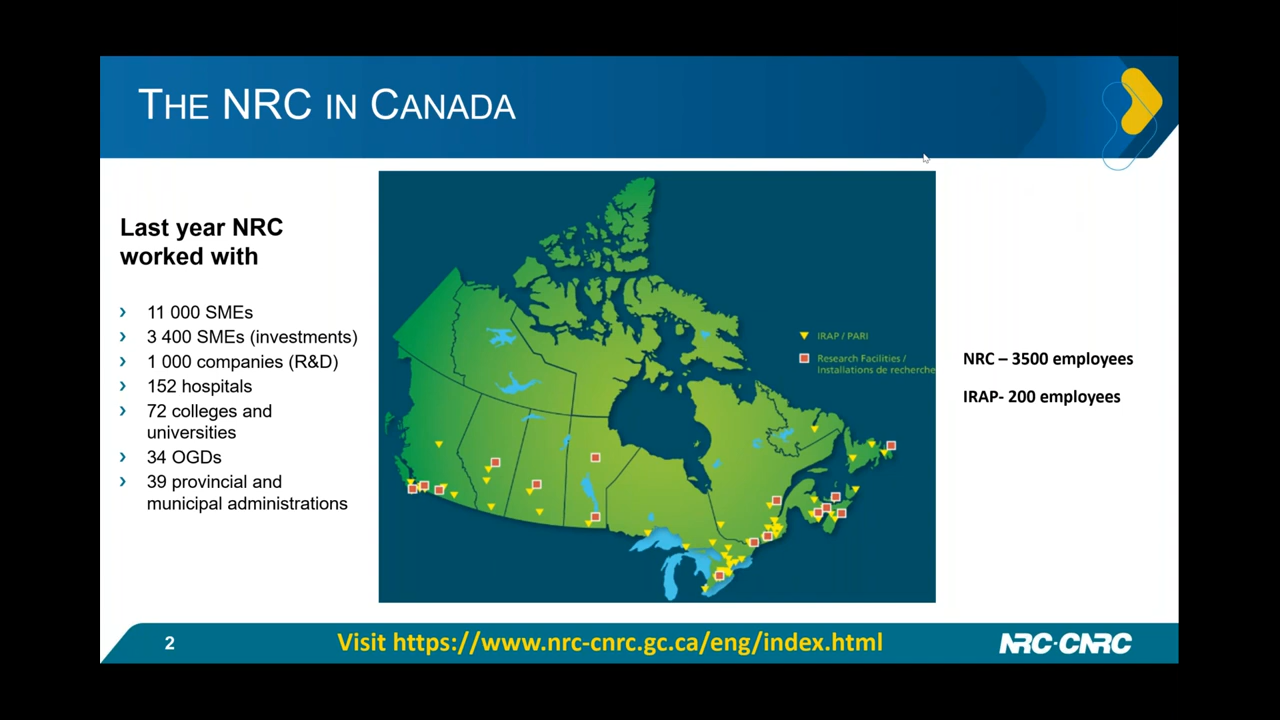 THE NRC IN CANADA
Last year NRC
worked with
11 000 SMEs
3 400 SMEs (investments)
1 000 companies (R&D)
152 hospitals
72 colleges and
universities
34 OGDs
39 provincial and
municipal administrations
IRAP / PARI
Research Facilities /
Installations de recherche
NRC – 3500 employees
IRAP- 200 employees
2
Visit https://www.nrc-cnrc.gc.ca/eng/index.html
NRC·CNRC